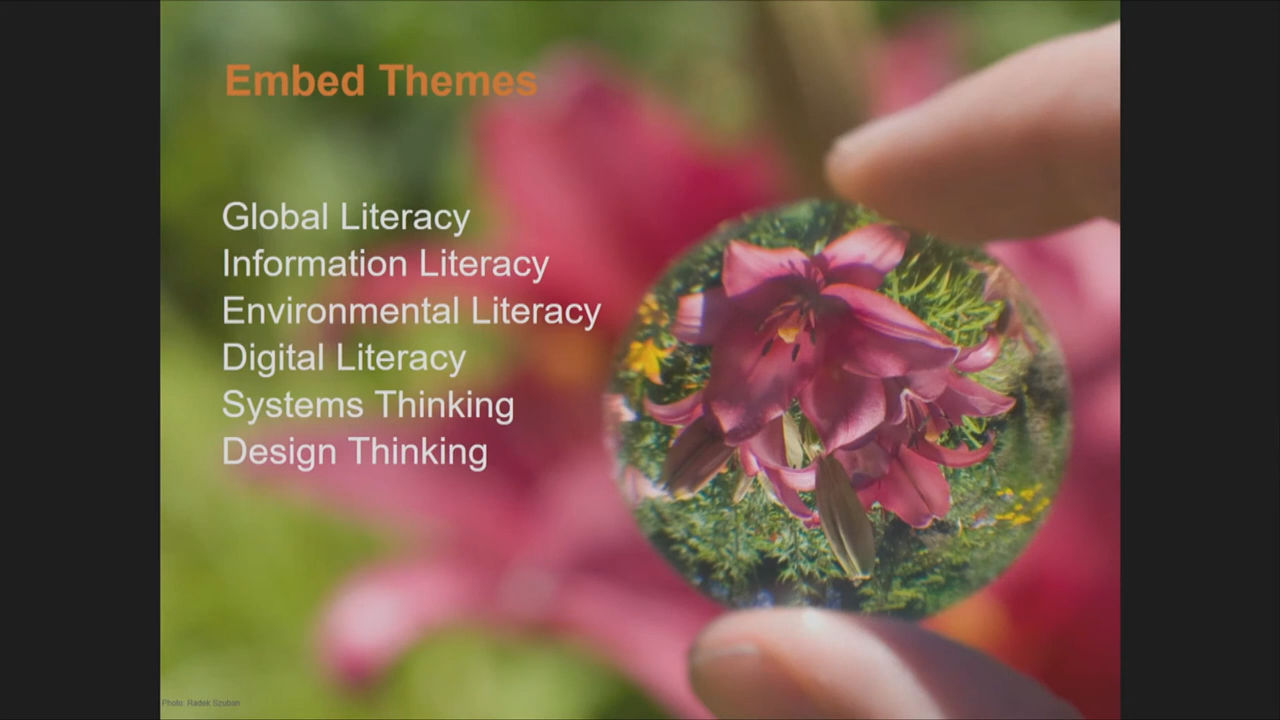 Embed Themes
Global Literacy
Information Literacy
Environmental Literacy
Digital Literacy
Systems Thinking
Design Thinking
Photo: Radek Szuban